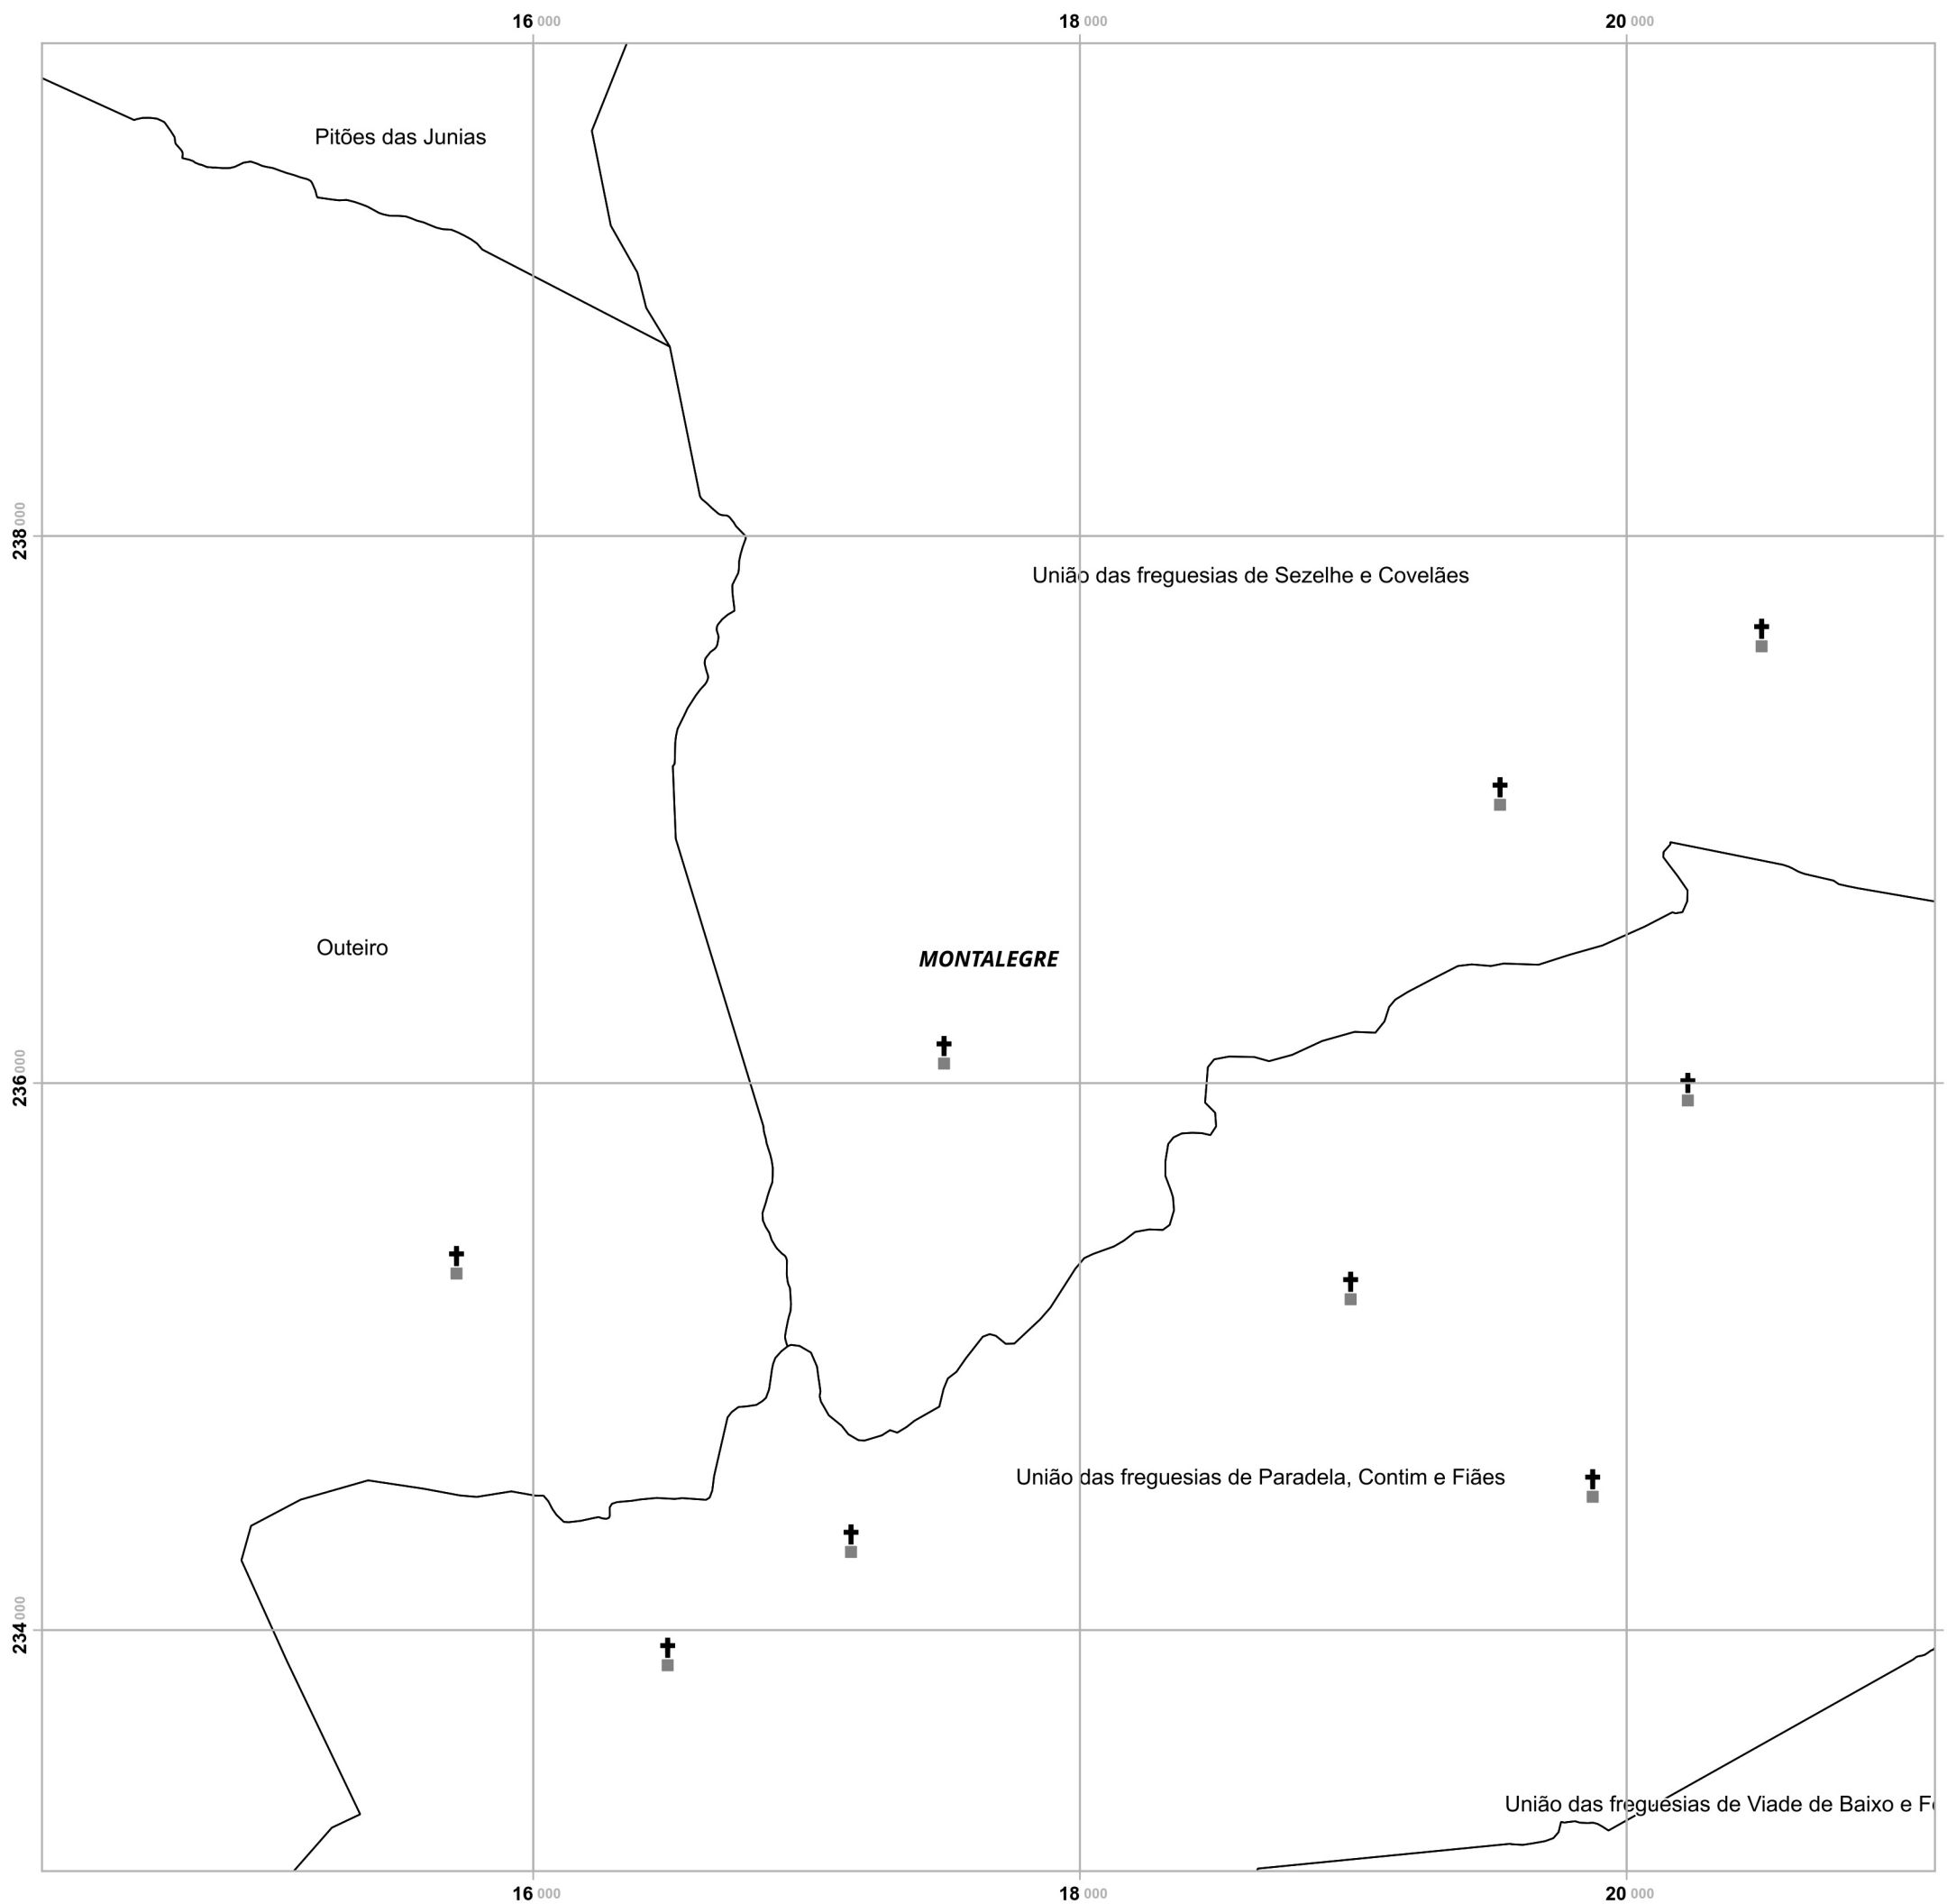 16 000 18 000 20 000
Pitões das Junias
238 000
União das freguesias de Sezelhe e Covelães
Outeiro
MONTALEGRE
236 000
União das freguesias de Paradela, Contim e Fiães
234 000
União das freguesias de Viade de Baixo e
16 000 18 000 20 000